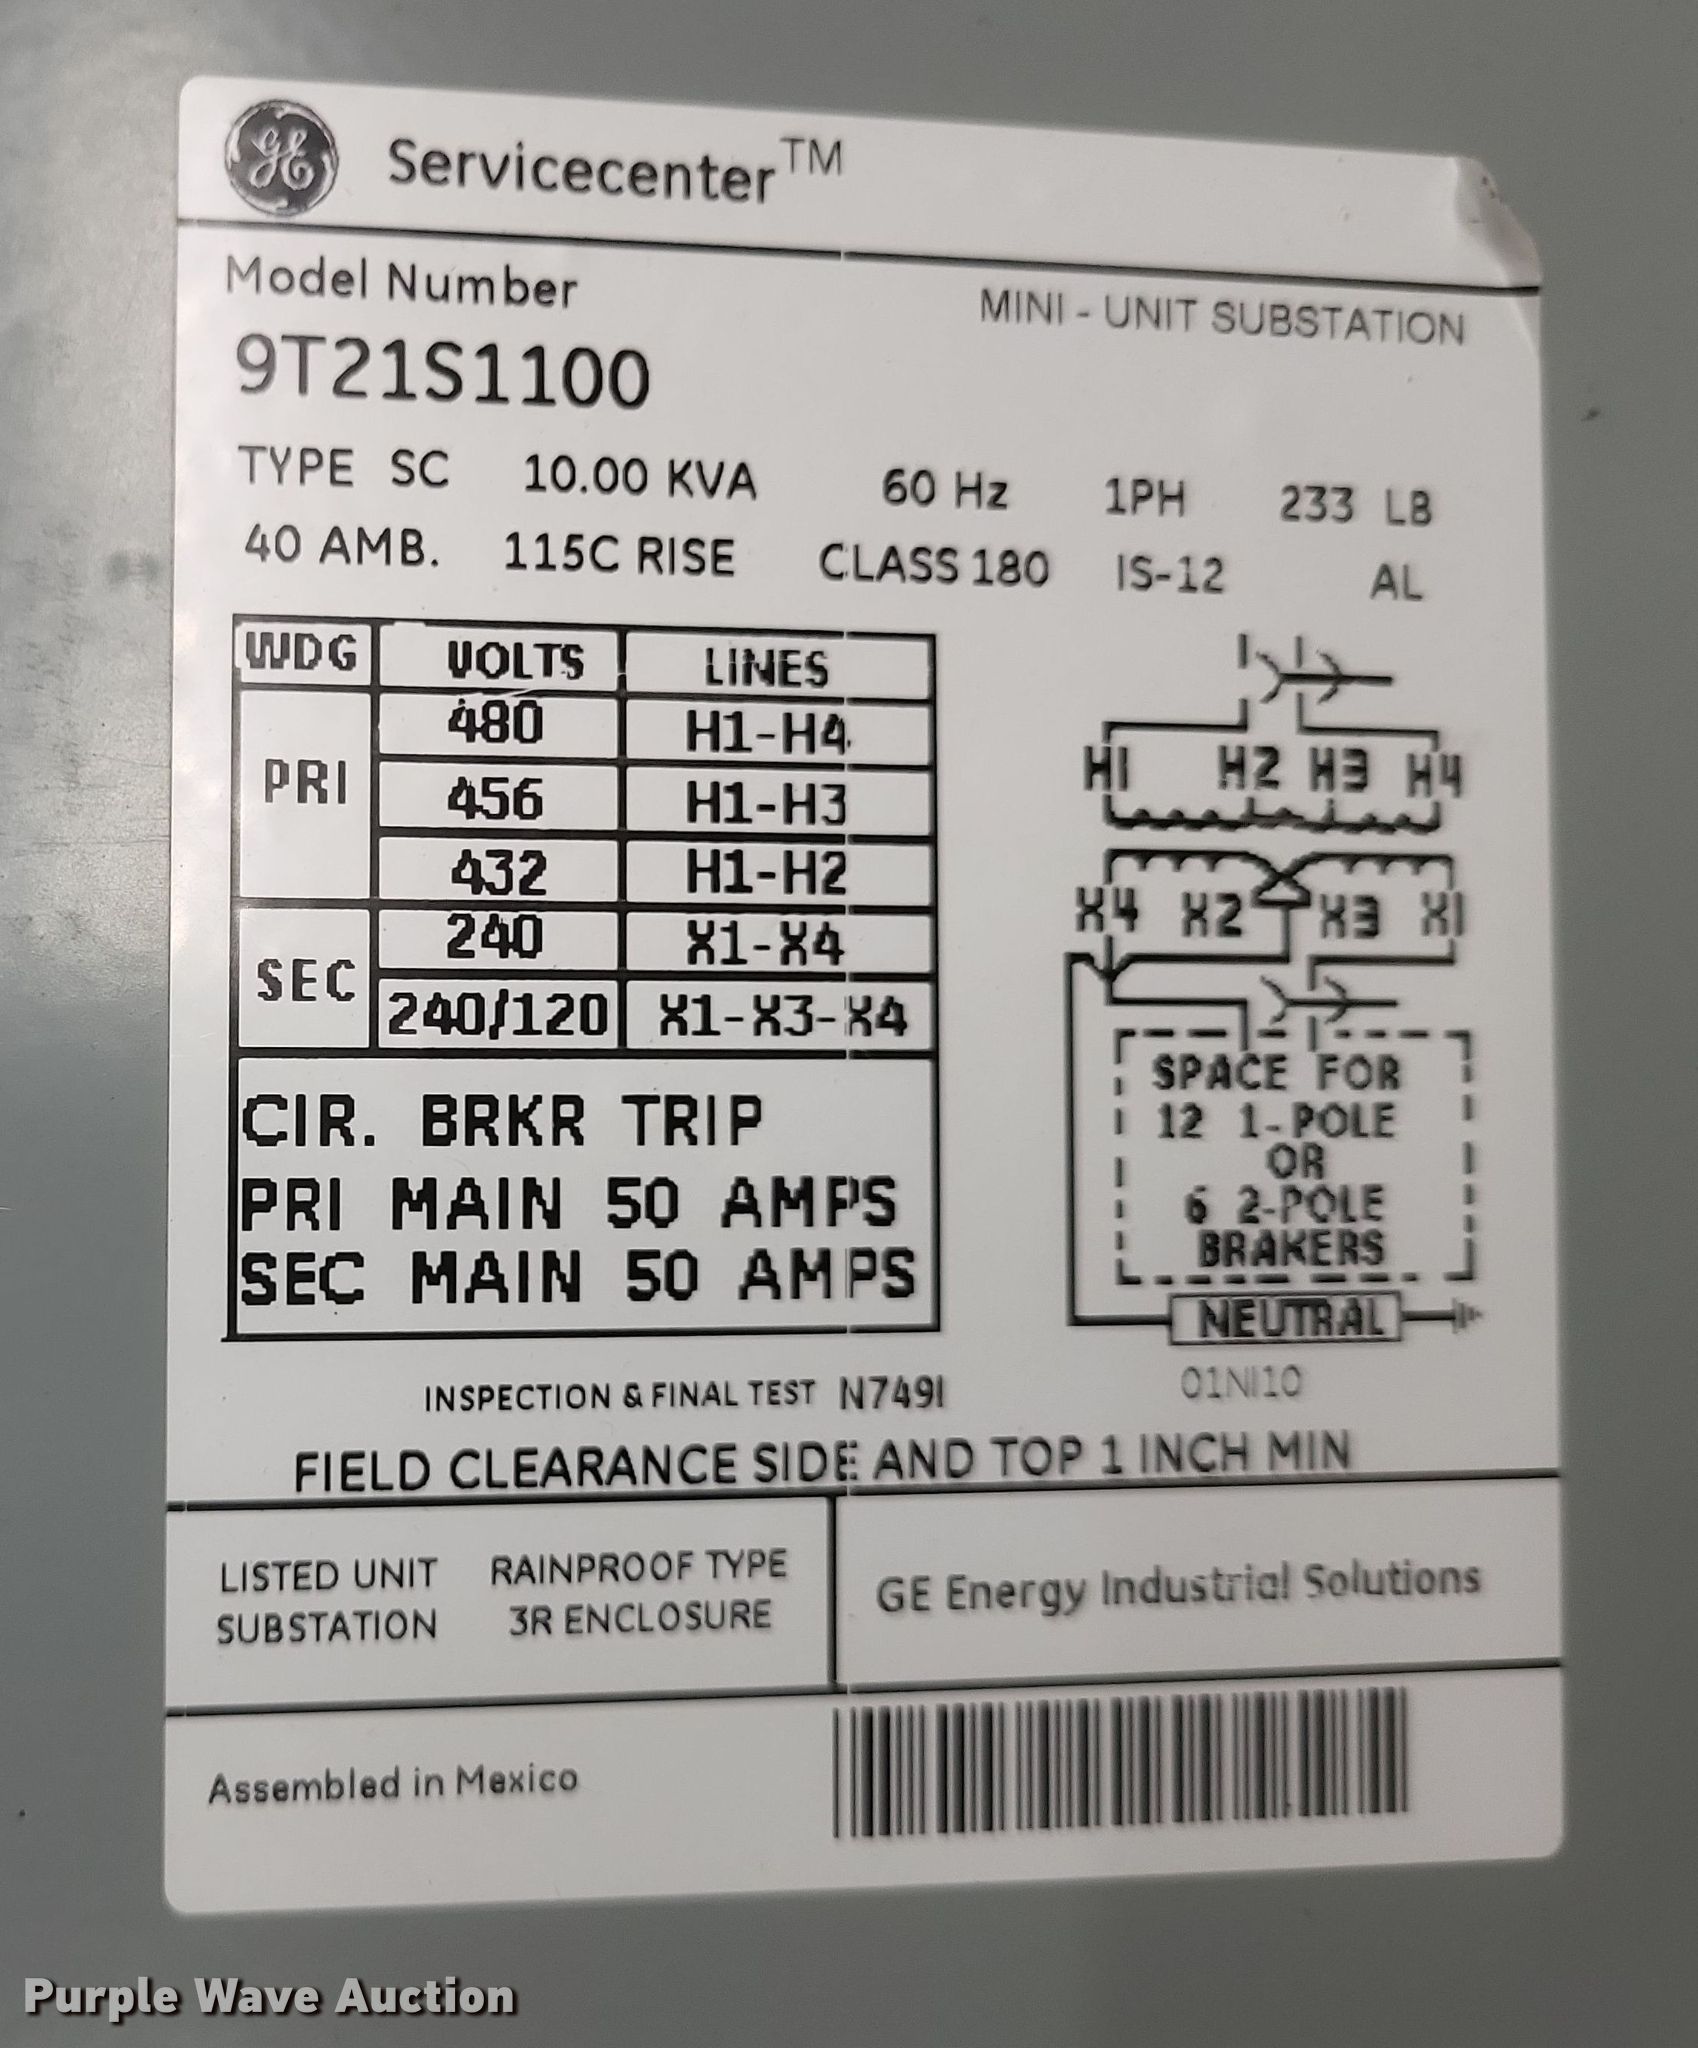 GE Servicecenter™
Model Number
MINI - UNIT SUBSTATION
9T21S1100
TYPE SC 10.00 KVA 60 Hz 1PH 233 LB
40 AMB. 115C RISE CLASS 180 IS-12 AL
WDG VOLTS LINES
PRI
480 H1-H4
456 H1-H3
432 H1-H2
SEC
240 X1-X4
240/120 X1-X3-X4
CIR. BRKR TRIP
PRI MAIN 50 AMPS
SEC MAIN 50 AMPS
H1 H2 H3 H4
X4 X2 X3 X1
SPACE FOR
12 1-POLE
OR
6 2-POLE
BRAKERS
NEUTRAL
INSPECTION & FINAL TEST N749I
01NI10
FIELD CLEARANCE SIDE AND TOP 1 INCH MIN
LISTED UNIT
SUBSTATION
RAINPROOF TYPE
3R ENCLOSURE
GE Energy Industrial Solutions
Assembled in Mexico
Purple Wave Auction